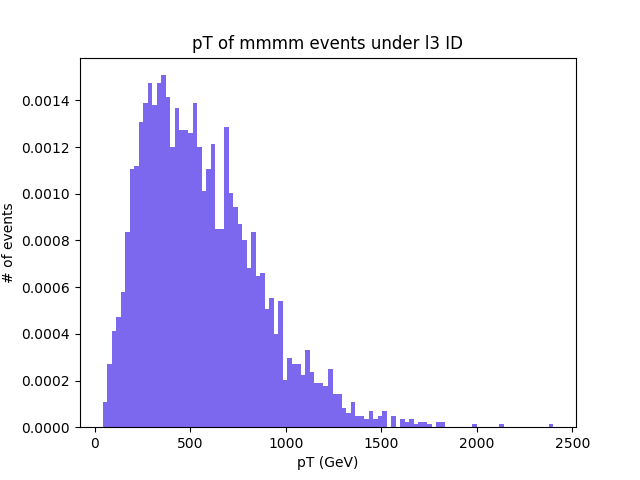 pT of mmmm events under l3 ID
# of events
0.0014
0.0012
0.0010
0.0008
0.0006
0.0004
0.0002
0.0000
0 500 1000 1500 2000 2500
pT (GeV)